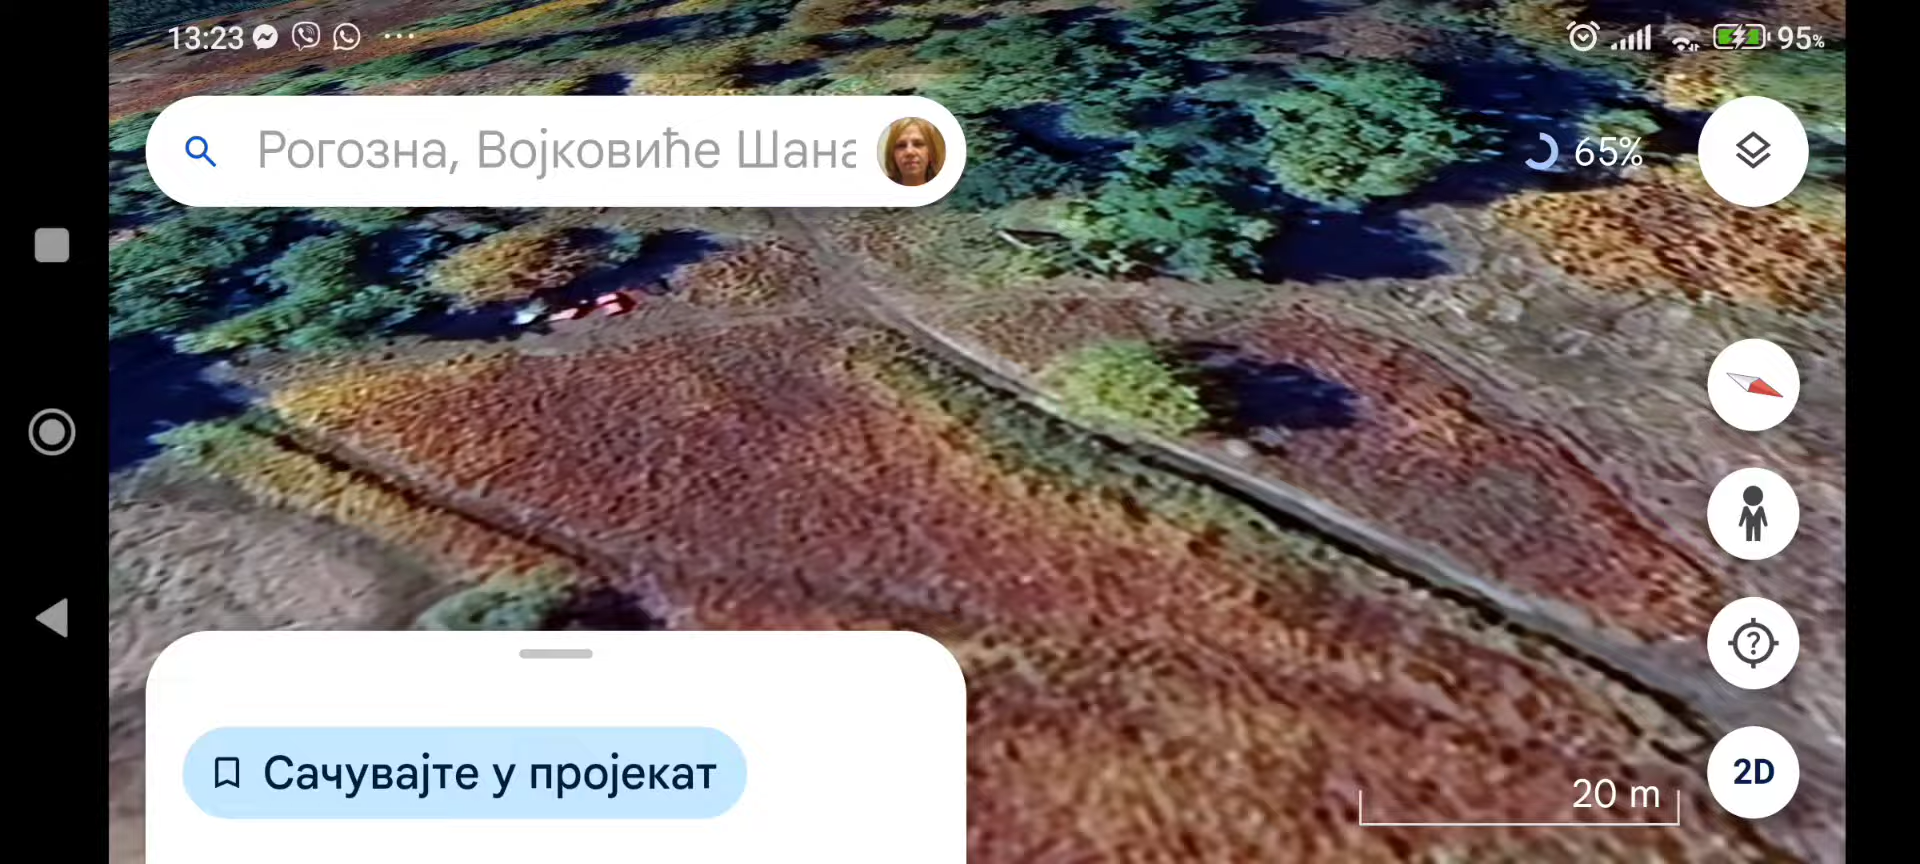 13:23 ... 95%
Рогозна, Војковиће Шана
65%
?
2D
20 m
Сачувајте у пројекат